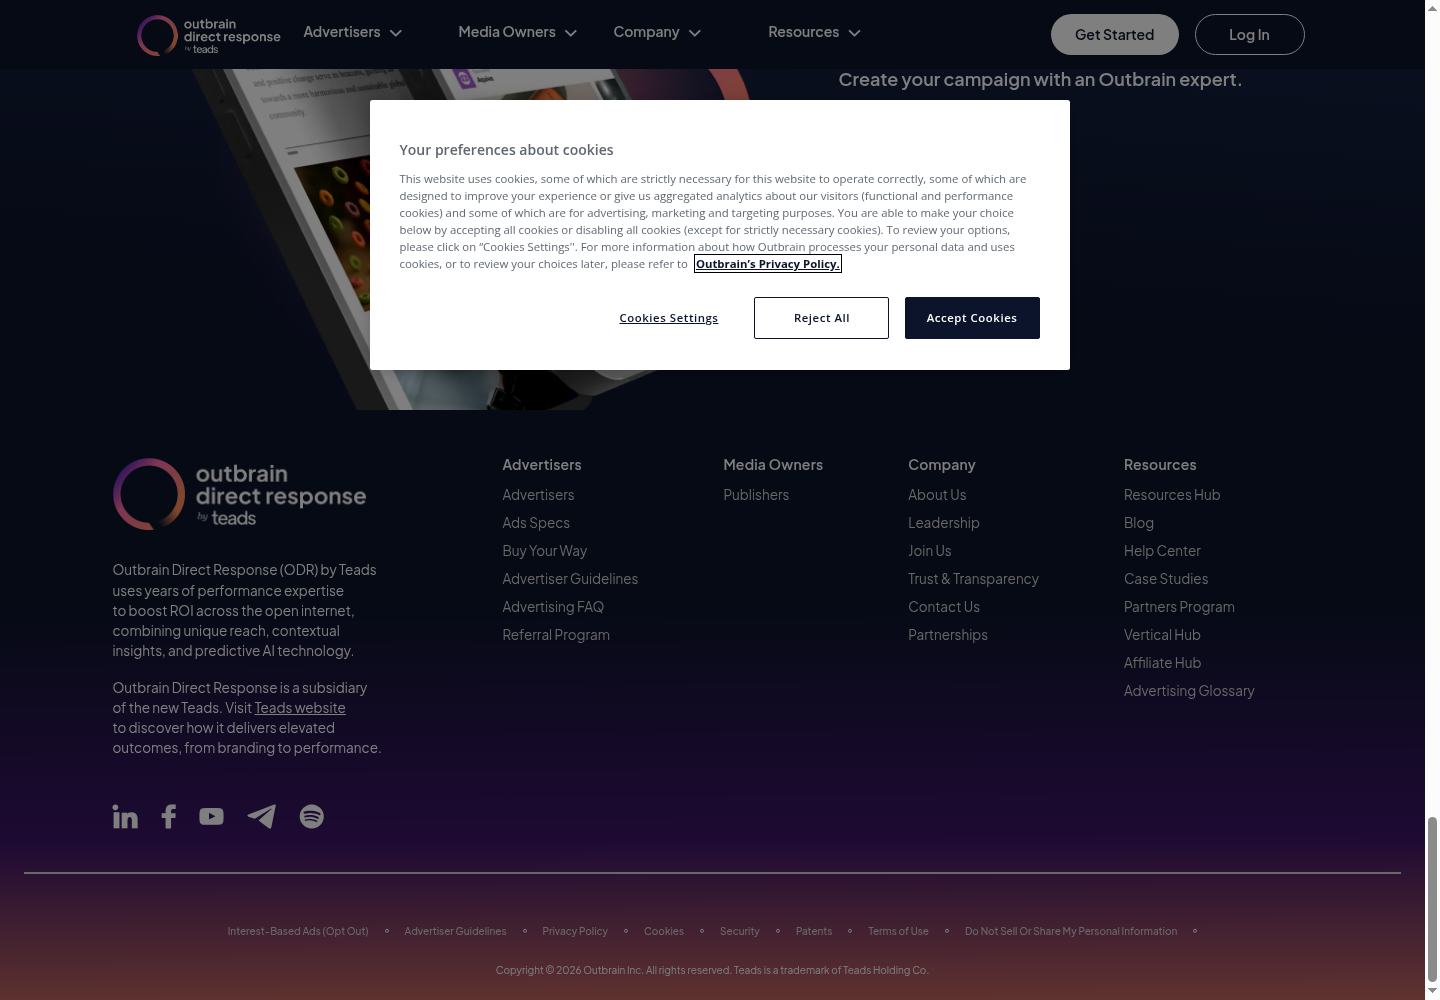 outbrain
direct response
by teads
Advertisers
Media Owners
Company
Resources
Get Started
Log In
and positive change serve as
towards a more harmonious and sustainable
community.
Create your campaign with an Outbrain expert.
Your preferences about cookies
This website uses cookies, some of which are strictly necessary for this website to operate correctly, some of which are
designed to improve your experience or give us aggregated analytics about our visitors (functional and performance
cookies) and some of which are for advertising, marketing and targeting purposes. You are able to make your choice
below by accepting all cookies or disabling all cookies (except for strictly necessary cookies). To review your options,
please click on “Cookies Settings''. For more information about how Outbrain processes your personal data and uses
cookies, or to review your choices later, please refer to Outbrain’s Privacy Policy.
Cookies Settings
Reject All
Accept Cookies
outbrain
direct response
by teads
Outbrain Direct Response (ODR) by Teads
uses years of performance expertise
to boost ROI across the open internet,
combining unique reach, contextual
insights, and predictive AI technology.
Outbrain Direct Response is a subsidiary
of the new Teads. Visit Teads website
to discover how it delivers elevated
outcomes, from branding to performance.
Advertisers
Advertisers
Ads Specs
Buy Your Way
Advertiser Guidelines
Advertising FAQ
Referral Program
Media Owners
Publishers
Company
About Us
Leadership
Join Us
Trust & Transparency
Contact Us
Partnerships
Resources
Resources Hub
Blog
Help Center
Case Studies
Partners Program
Vertical Hub
Affiliate Hub
Advertising Glossary
Interest-Based Ads (Opt Out)
Advertiser Guidelines
Privacy Policy
Cookies
Security
Patents
Terms of Use
Do Not Sell Or Share My Personal Information
Copyright © 2026 Outbrain Inc. All rights reserved. Teads is a trademark of Teads Holding Co.